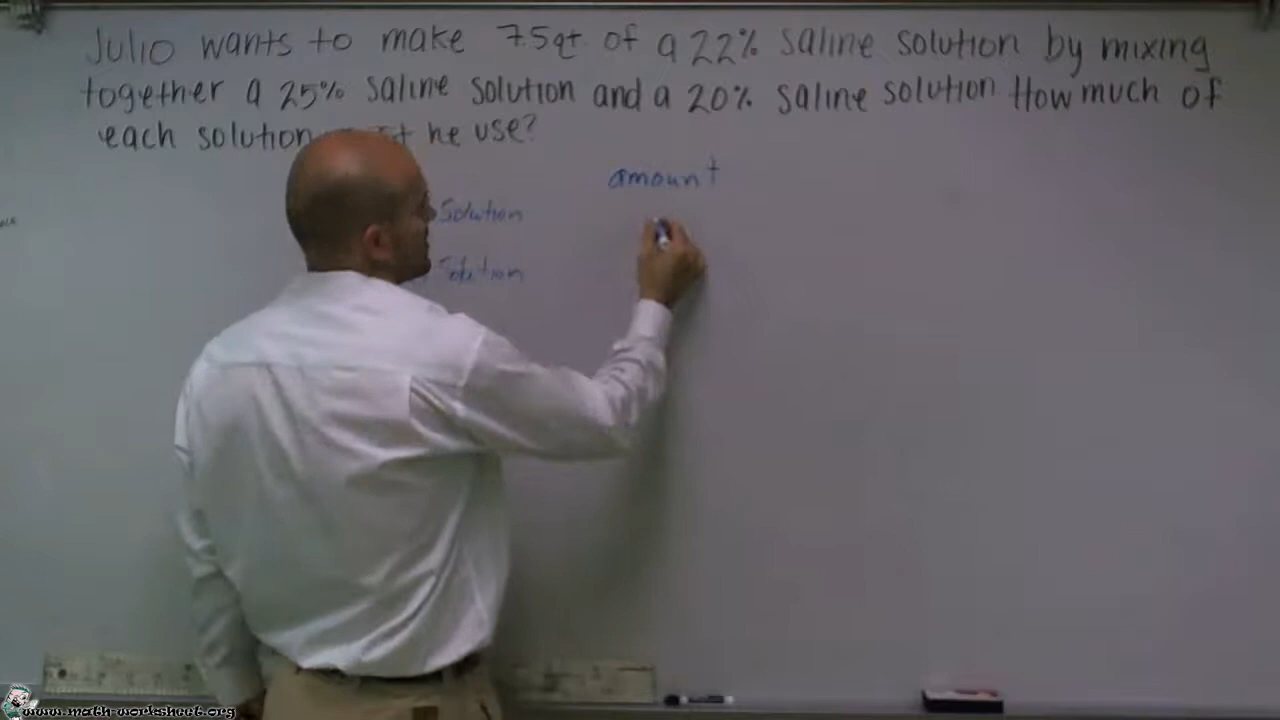 Julio wants to make 7.5qt. of a 22% saline solution by mixing
together a 25% saline solution and a 20% saline solution How much of
each solution he use?
amount
Solution
Solution
www.math-worksheet.org